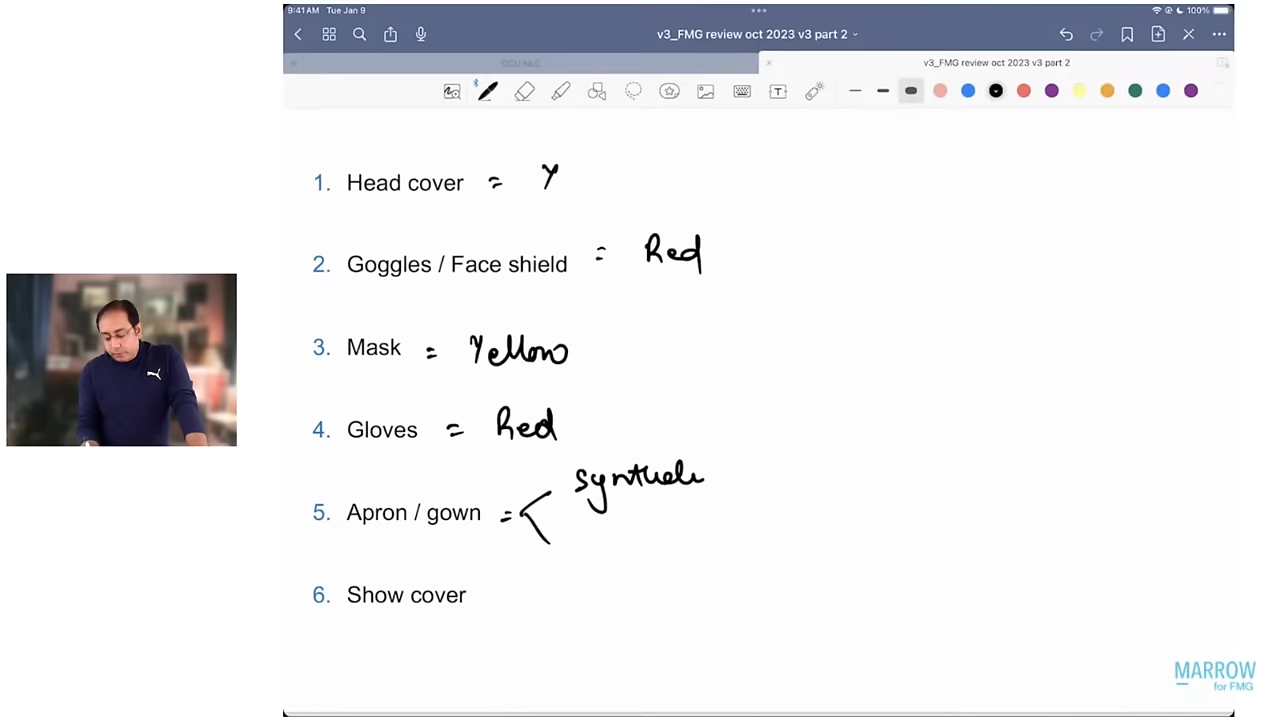 9:41 AM Tue Jan 9
100%
v3_FMG review oct 2023 v3 part 2
v3_FMG review oct 2023 v3 part 2
1. Head cover = Y
2. Goggles / Face shield = Red
3. Mask = Yellow
4. Gloves = Red
synthetic
5. Apron / gown =
6. Show cover
MARROW
for FMG